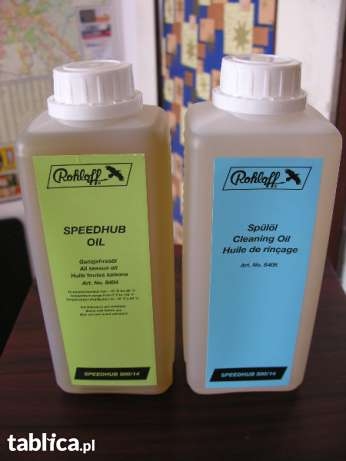 Rohloff
SPEEDHUB
OIL
Ganzjahresöl
All season oil
Huile toutes saisons
Art. No. 8404
SPEEDHUB 500/14
Rohloff
Spülöl
Cleaning Oil
Huile de rinçage
Art. No. 8406
SPEEDHUB 500/14
tablica.pl